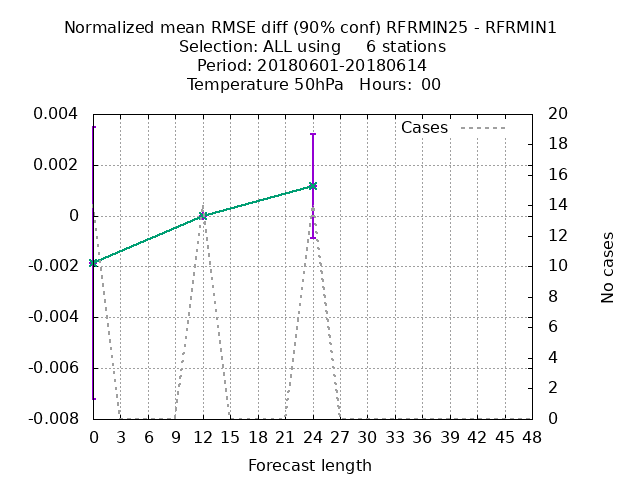 Normalized mean RMSE diff (90% conf) RFRMIN25 - RFRMIN1
Selection: ALL using     6 stations
Period: 20180601-20180614
Temperature 50hPa   Hours:  00
Cases
0.004
0.002
0
-0.002
-0.004
-0.006
-0.008
20
18
16
14
12
10
8
6
4
2
0
No cases
0 3 6 9 12 15 18 21 24 27 30 33 36 39 42 45 48
Forecast length